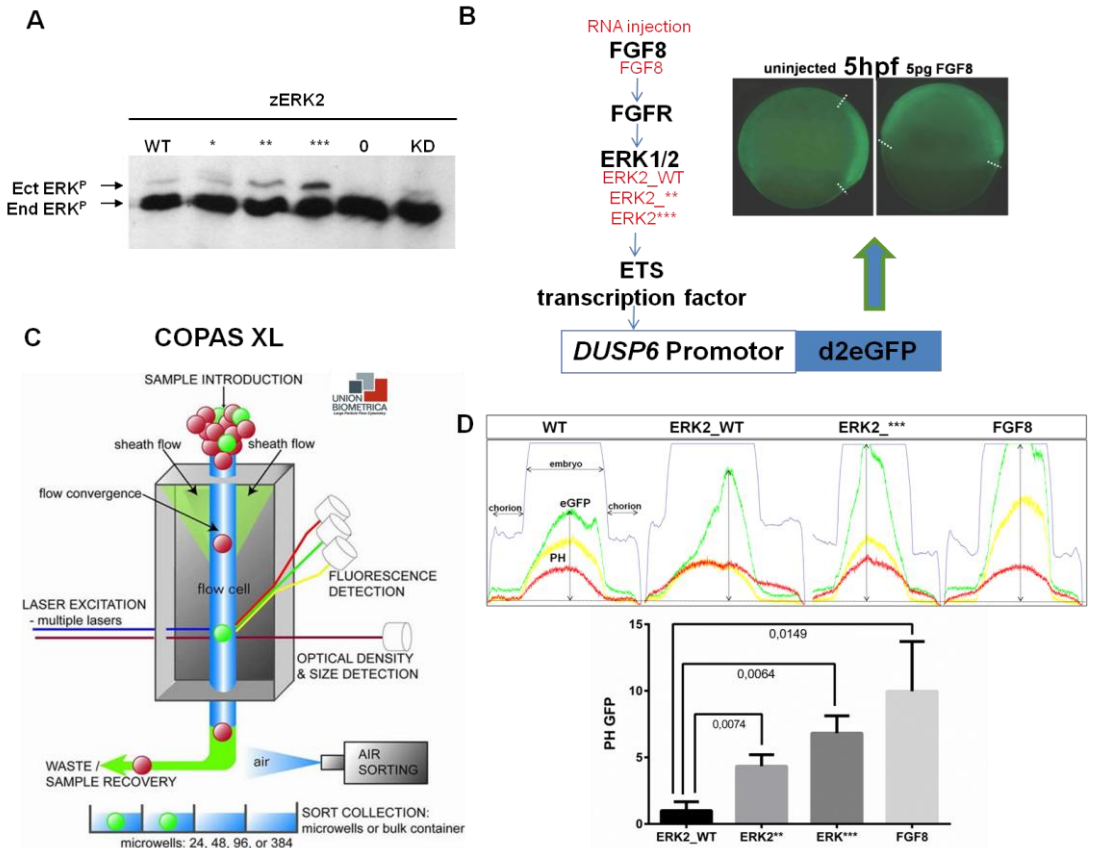 A
zERK2
WT * ** *** 0 KD
Ect ERKᴾ
End ERKᴾ
B
RNA injection
FGF8
FGF8
FGFR
ERK1/2
ERK2_WT
ERK2_**
ERK2***
ETS
transcription factor
DUSP6 Promotor d2eGFP
uninjected 5hpf 5pg FGF8
C COPAS XL
SAMPLE INTRODUCTION
UNION
BIOMETRICA
Large Particle Flow Cytometry
sheath flow sheath flow
flow convergence
flow cell
FLUORESCENCE
DETECTION
LASER EXCITATION
- multiple lasers
OPTICAL DENSITY
& SIZE DETECTION
WASTE /
SAMPLE RECOVERY
air
AIR
SORTING
SORT COLLECTION:
microwells or bulk container
microwells: 24, 48, 96, or 384
D
WT ERK2_WT ERK2_*** FGF8
embryo
chorion eGFP chorion
PH
PH GFP
15
10
5
0
0,0149
0,0064
0,0074
ERK2_WT ERK2** ERK*** FGF8